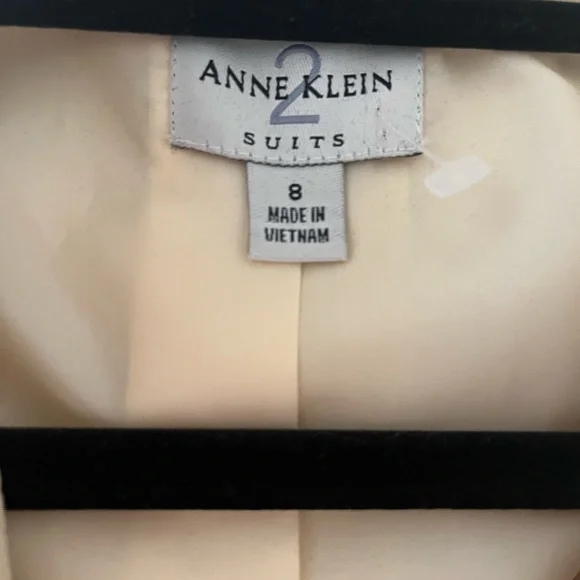 ANNE KLEIN
2
SUITS
8
MADE IN
VIETNAM